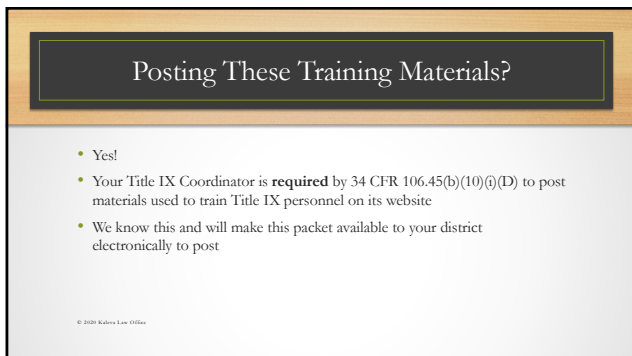 Posting These Training Materials?
• Yes!
• Your Title IX Coordinator is required by 34 CFR 106.45(b)(10)(i)(D) to post
materials used to train Title IX personnel on its website
• We know this and will make this packet available to your district
electronically to post
© 2020 Kaleva Law Office